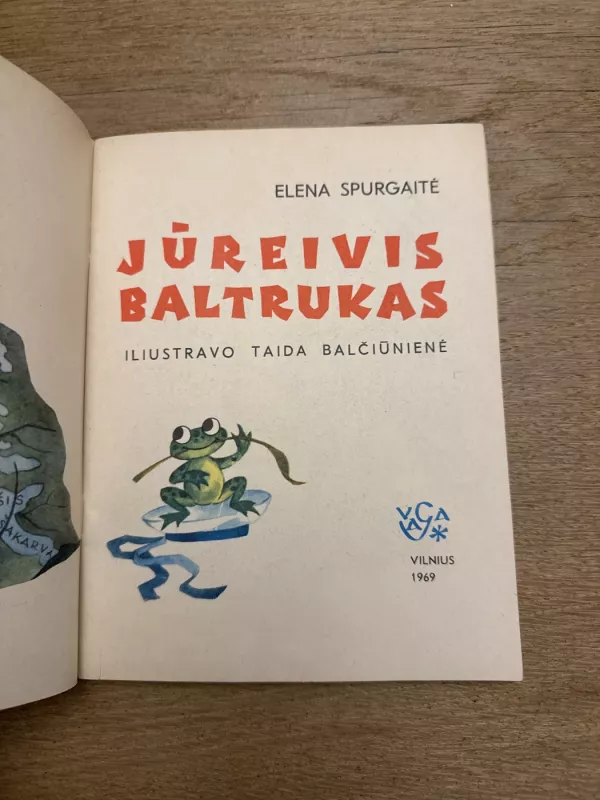 ELENA SPURGAITĖ
JŪREIVIS
BALTRUKAS
ILIUSTRAVO TAIDA BALČIŪNIENĖ
VAGA
VILNIUS
1969